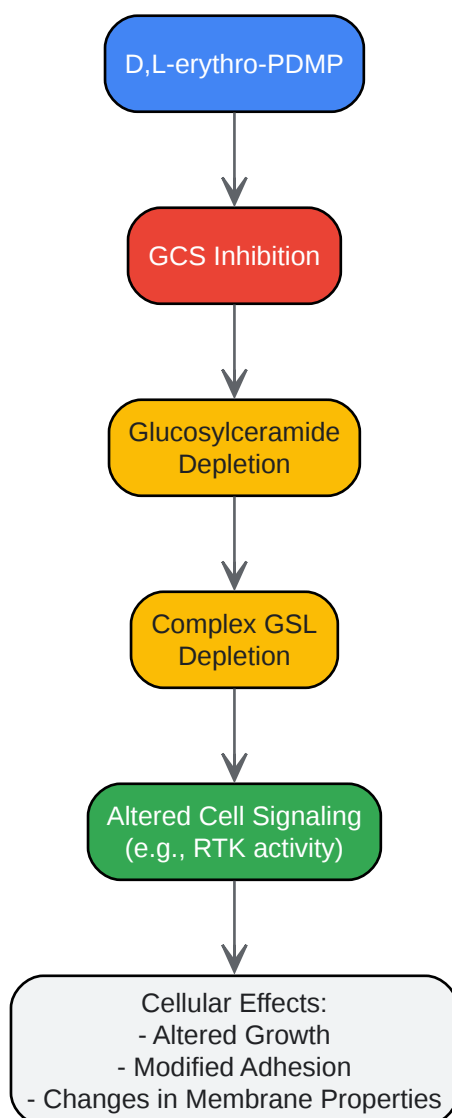 D,L-erythro-PDMP
GCS Inhibition
Glucosylceramide
Depletion
Complex GSL
Depletion
Altered Cell Signaling
(e.g., RTK activity)
Cellular Effects:
- Altered Growth
- Modified Adhesion
- Changes in Membrane Properties